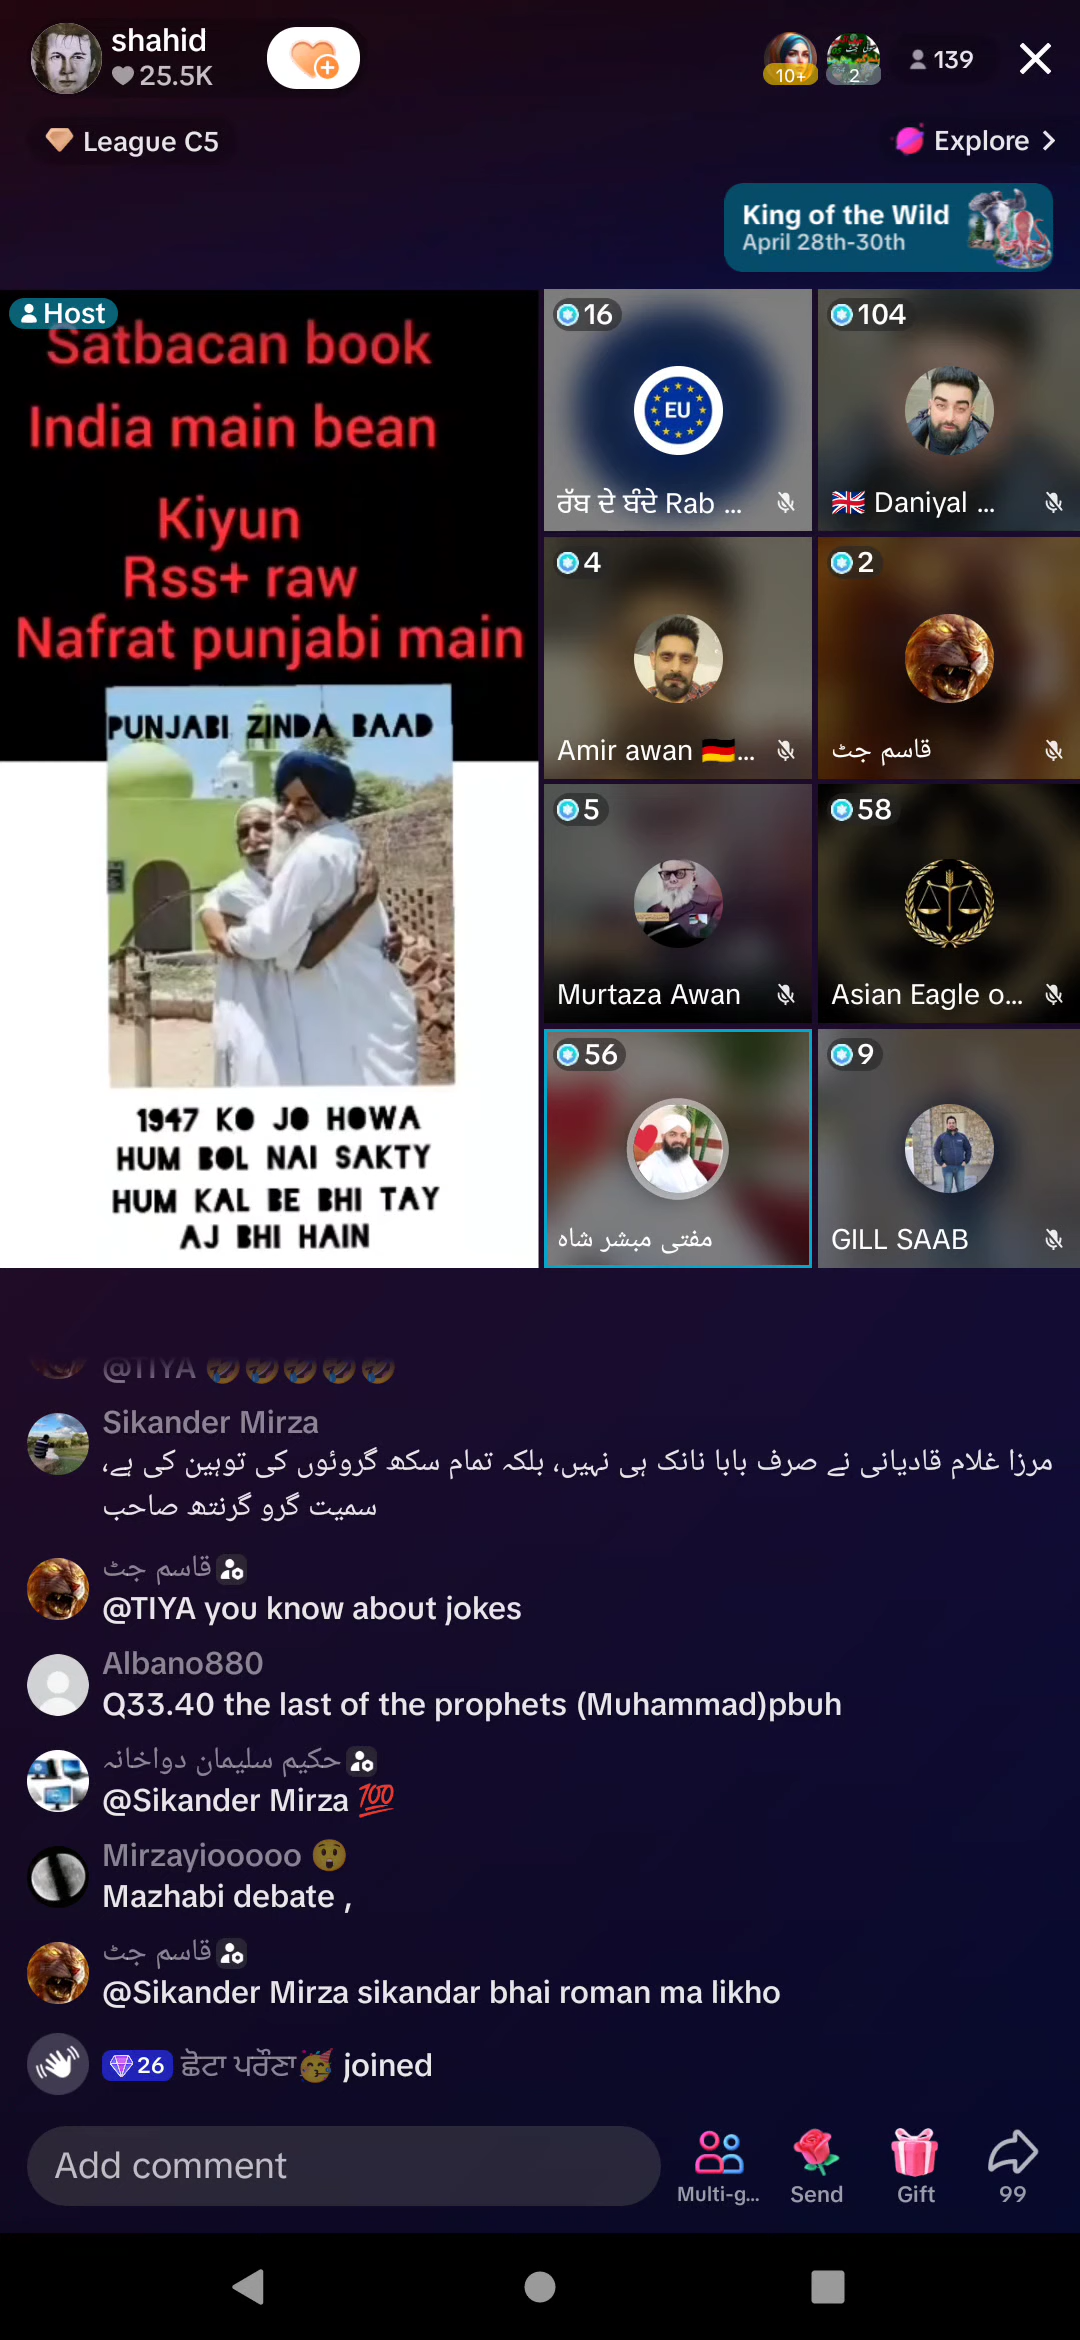 shahid
25.5K
10+
2
139
League C5
Explore
King of the Wild
April 28th-30th
Host
Satbacan book
India main bean
Kiyun
Rss+ raw
Nafrat punjabi main
PUNJABI ZINDA BAAD
1947 KO JO HOWA
HUM BOL NAI SAKTY
HUM KAL BE BHI TAY
AJ BHI HAIN
16
EU
ਰੱਬ ਦੇ ਬੰਦੇ Rab ...
104
🇬🇧 Daniyal ...
4
Amir awan 🇩🇪...
2
قاسم جٹ
5
Murtaza Awan
58
Asian Eagle o...
56
مفتی مبشر شاہ
9
GILL SAAB
@TIYA 🤣🤣🤣🤣🤣
Sikander Mirza
مرزا غلام قادیانی نے صرف بابا نانک ہی نہیں، بلکہ تمام سکھ گروئوں کی توہین کی ہے،
سمیت گرو گرنتھ صاحب
قاسم جٹ
@TIYA you know about jokes
Albano880
Q33.40 the last of the prophets (Muhammad)pbuh
حکیم سلیمان دواخانہ
@Sikander Mirza 💯
Mirzayiooooo 😲
Mazhabi debate ,
قاسم جٹ
@Sikander Mirza sikandar bhai roman ma likho
26 ਛੋਟਾ ਪਰੌਣਾ🥳 joined
Add comment
Multi-g...
Send
Gift
99